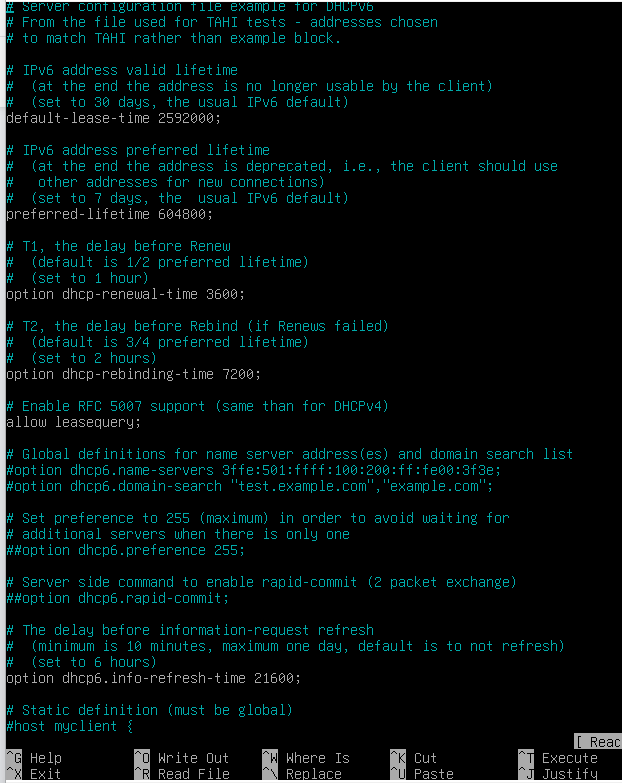 # Server configuration file example for DHCPv6
# From the file used for TAHI tests - addresses chosen
# to match TAHI rather than example block.
# IPv6 address valid lifetime
#  (at the end the address is no longer usable by the client)
#  (set to 30 days, the usual IPv6 default)
default-lease-time 2592000;
# IPv6 address preferred lifetime
#  (at the end the address is deprecated, i.e., the client should use
#   other addresses for new connections)
#  (set to 7 days, the  usual IPv6 default)
preferred-lifetime 604800;
# T1, the delay before Renew
#  (default is 1/2 preferred lifetime)
#  (set to 1 hour)
option dhcp-renewal-time 3600;
# T2, the delay before Rebind (if Renews failed)
#  (default is 3/4 preferred lifetime)
#  (set to 2 hours)
option dhcp-rebinding-time 7200;
# Enable RFC 5007 support (same than for DHCPv4)
allow leasequery;
# Global definitions for name server address(es) and domain search list
#option dhcp6.name-servers 3ffe:501:ffff:100:200:ff:fe00:3f3e;
#option dhcp6.domain-search "test.example.com","example.com";
# Set preference to 255 (maximum) in order to avoid waiting for
# additional servers when there is only one
##option dhcp6.preference 255;
# Server side command to enable rapid-commit (2 packet exchange)
##option dhcp6.rapid-commit;
# The delay before information-request refresh
#  (minimum is 10 minutes, maximum one day, default is to not refresh)
#  (set to 6 hours)
option dhcp6.info-refresh-time 21600;
# Static definition (must be global)
#host myclient {
[ Reac
^G Help ^O Write Out ^W Where Is ^K Cut ^T Execute
^X Exit ^R Read File ^\ Replace ^U Paste ^J Justify